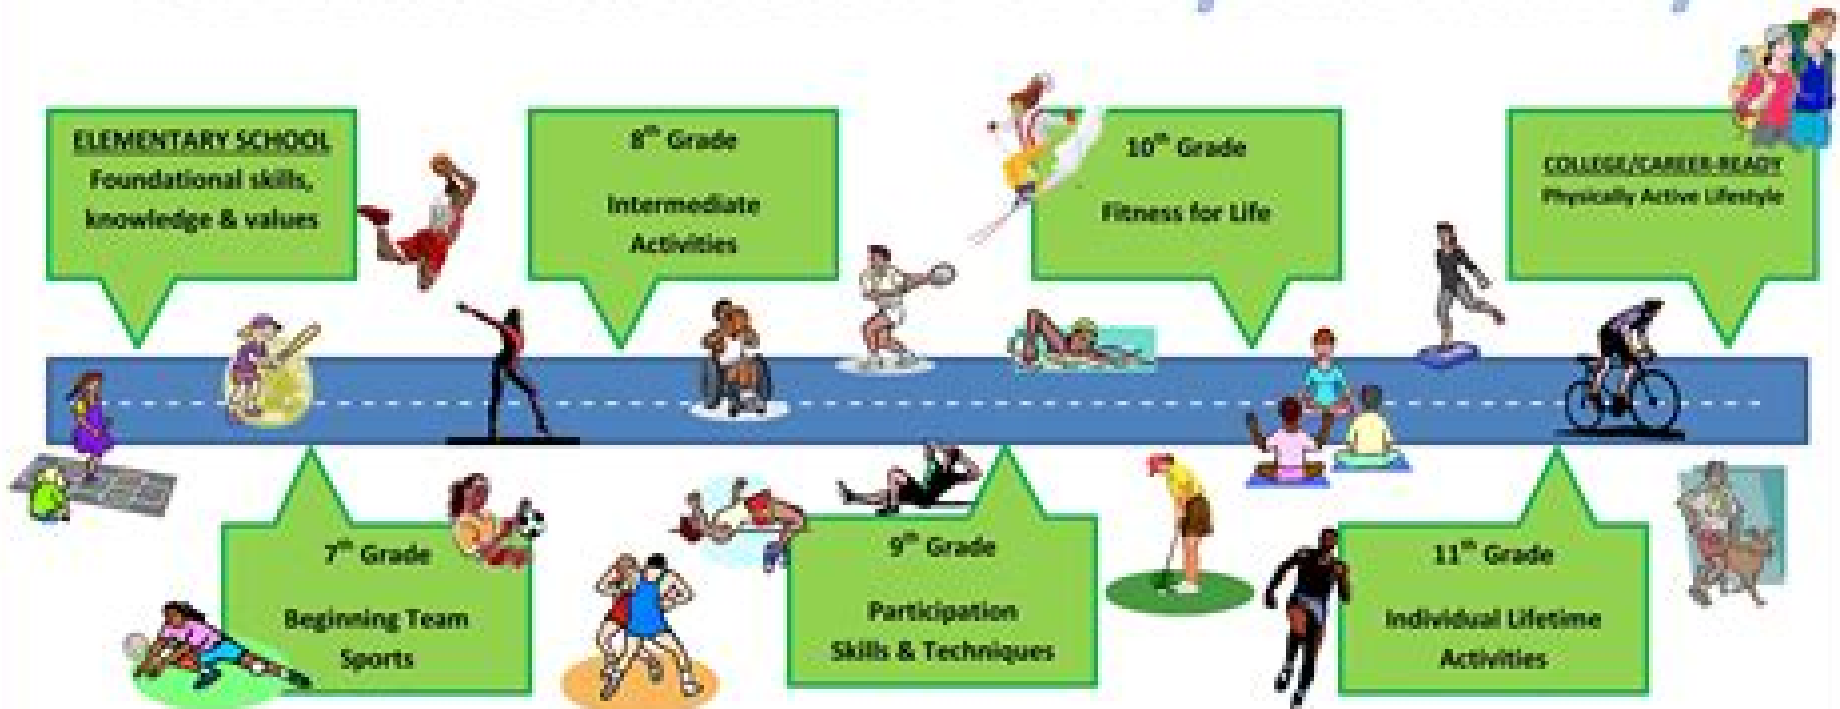 ELEMENTARY SCHOOL
Foundational skills,
knowledge & values
8th Grade
Intermediate
Activities
10th Grade
Fitness for Life
COLLEGE/CAREER-READY
Physically Active Lifestyle
7th Grade
Beginning Team
Sports
9th Grade
Participation
Skills & Techniques
11th Grade
Individual Lifetime
Activities